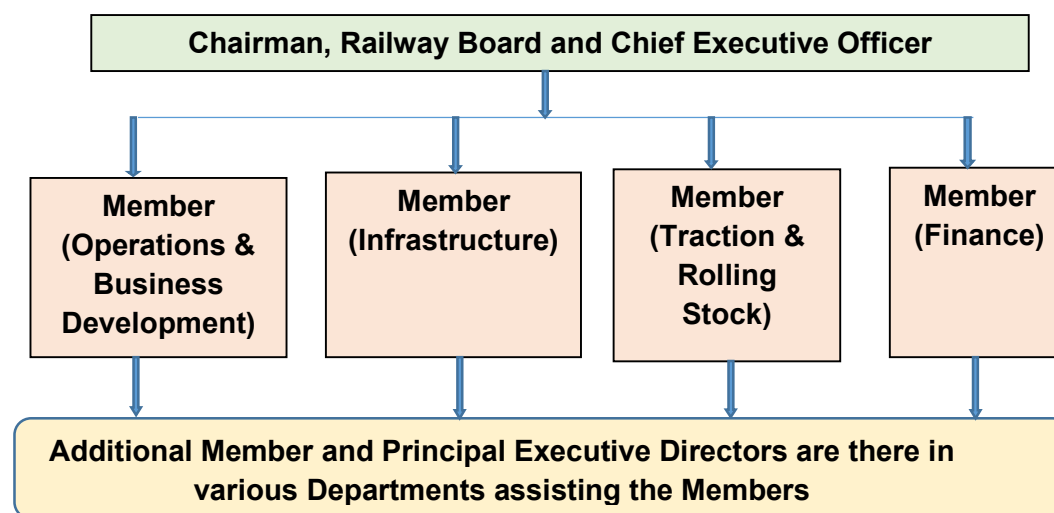 Chairman, Railway Board and Chief Executive Officer
Member
(Operations &
Business
Development)
Member
(Infrastructure)
Member
(Traction &
Rolling
Stock)
Member
(Finance)
Additional Member and Principal Executive Directors are there in
various Departments assisting the Members